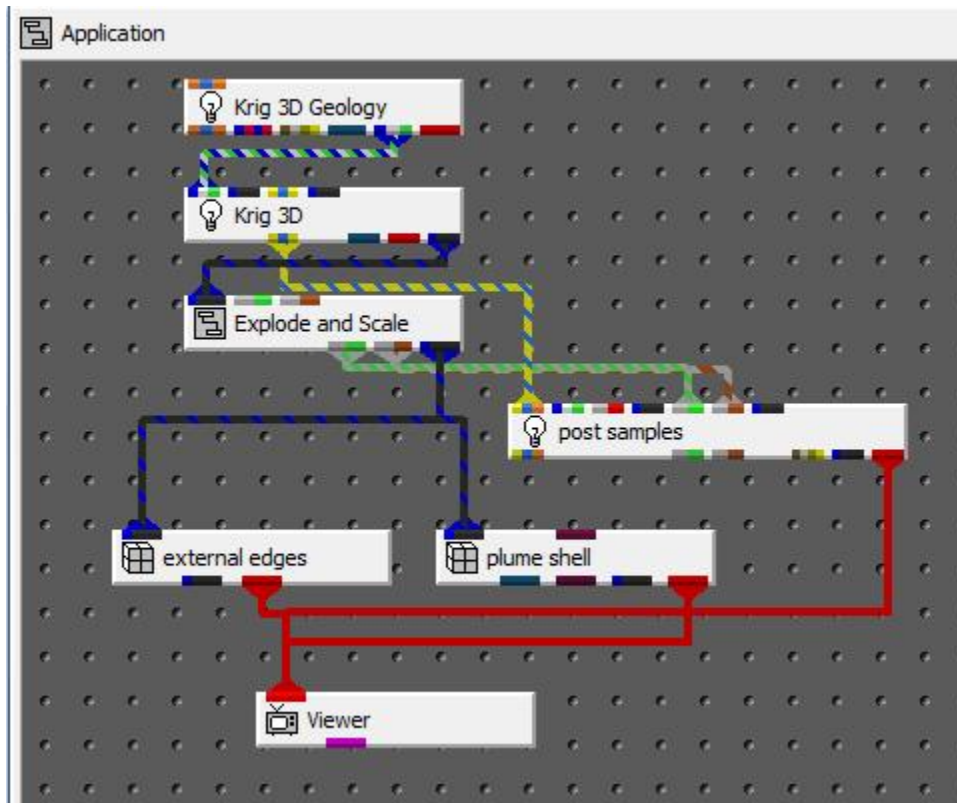 Application
Krig 3D Geology
Krig 3D
Explode and Scale
post samples
external edges
plume shell
Viewer